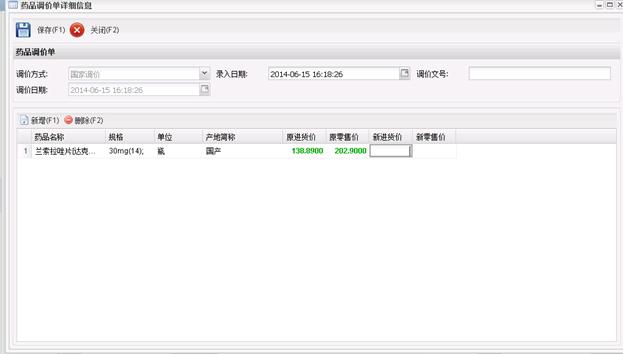 药品调价单详细信息
保存(F1) 关闭(F2)
药品调价单
调价方式: 国家调价 录入日期: 2014-06-15 16:18:26 调价文号:
调价日期: 2014-06-15 16:18:26
新增(F1) 删除(F2)
药品名称 规格 单位 产地简称 原进货价 原零售价 新进货价 新零售价
1 兰索拉唑片(达克... 30mg(14); 瓶 国产 138.8900 202.9000